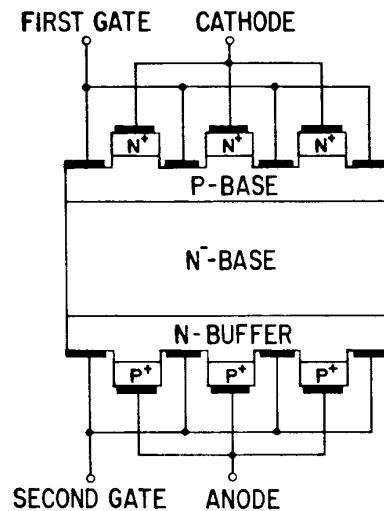 FIRST GATE CATHODE
N+ N+ N+
P-BASE
N⁻-BASE
N-BUFFER
P+ P+ P+
SECOND GATE ANODE